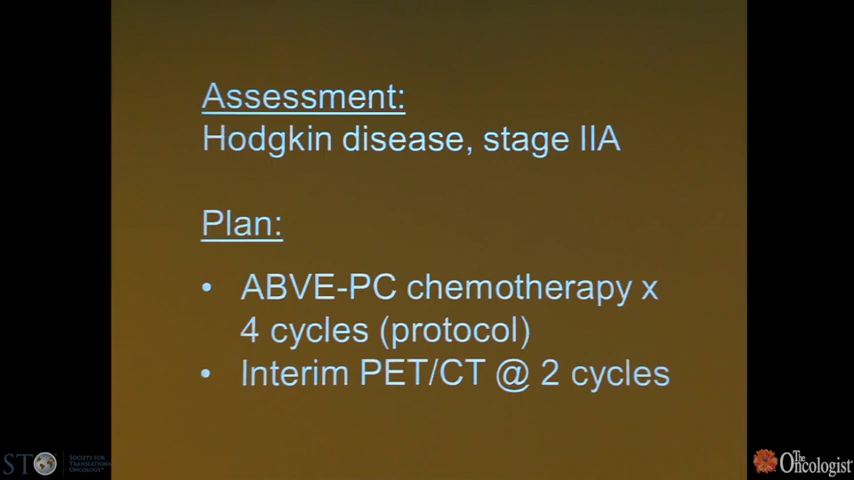 Assessment:
Hodgkin disease, stage IIA
Plan:
• ABVE-PC chemotherapy x
4 cycles (protocol)
• Interim PET/CT @ 2 cycles
STO
SOCIETY FOR
TRANSLATIONAL
ONCOLOGY
The
Oncologist